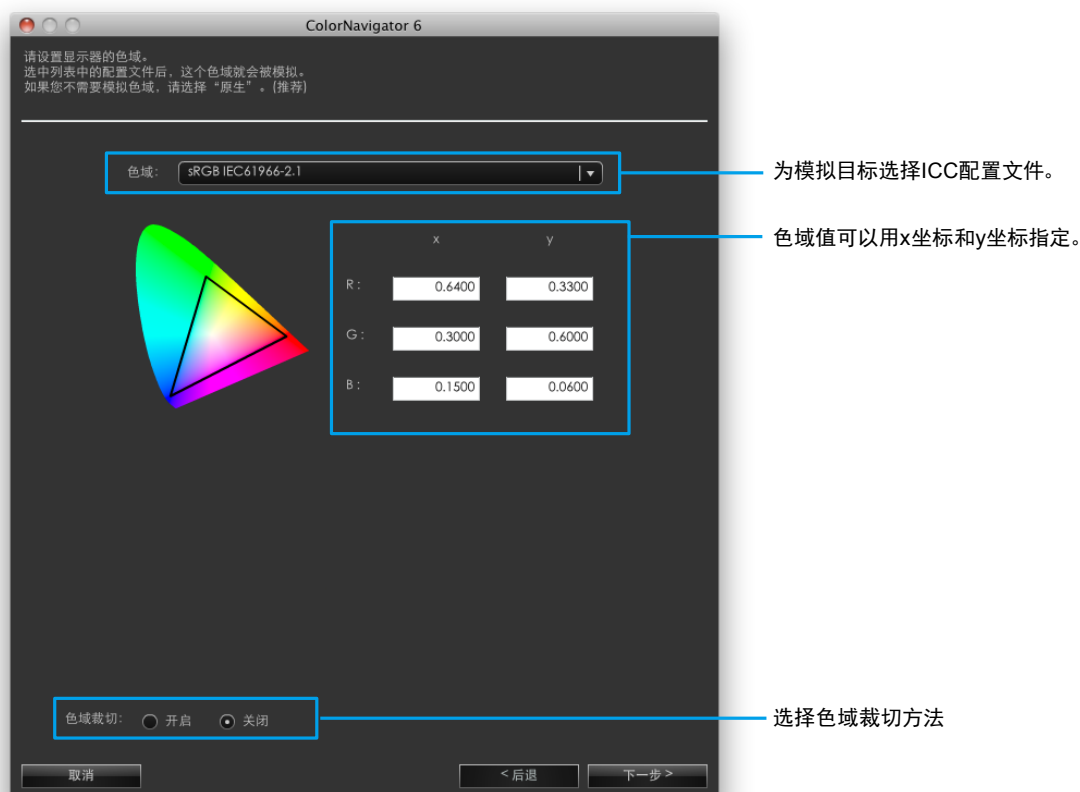 ColorNavigator 6
请设置显示器的色域。
选中列表中的配置文件后，这个色域就会被模拟。
如果您不需要模拟色域，请选择“原生”。(推荐)
色域： sRGB IEC61966-2.1
为模拟目标选择ICC配置文件。
色域值可以用x坐标和y坐标指定。
x y
R： 0.6400 0.3300
G： 0.3000 0.6000
B： 0.1500 0.0600
色域裁切： 开启 关闭
选择色域裁切方法
取消 < 后退 下一步 >